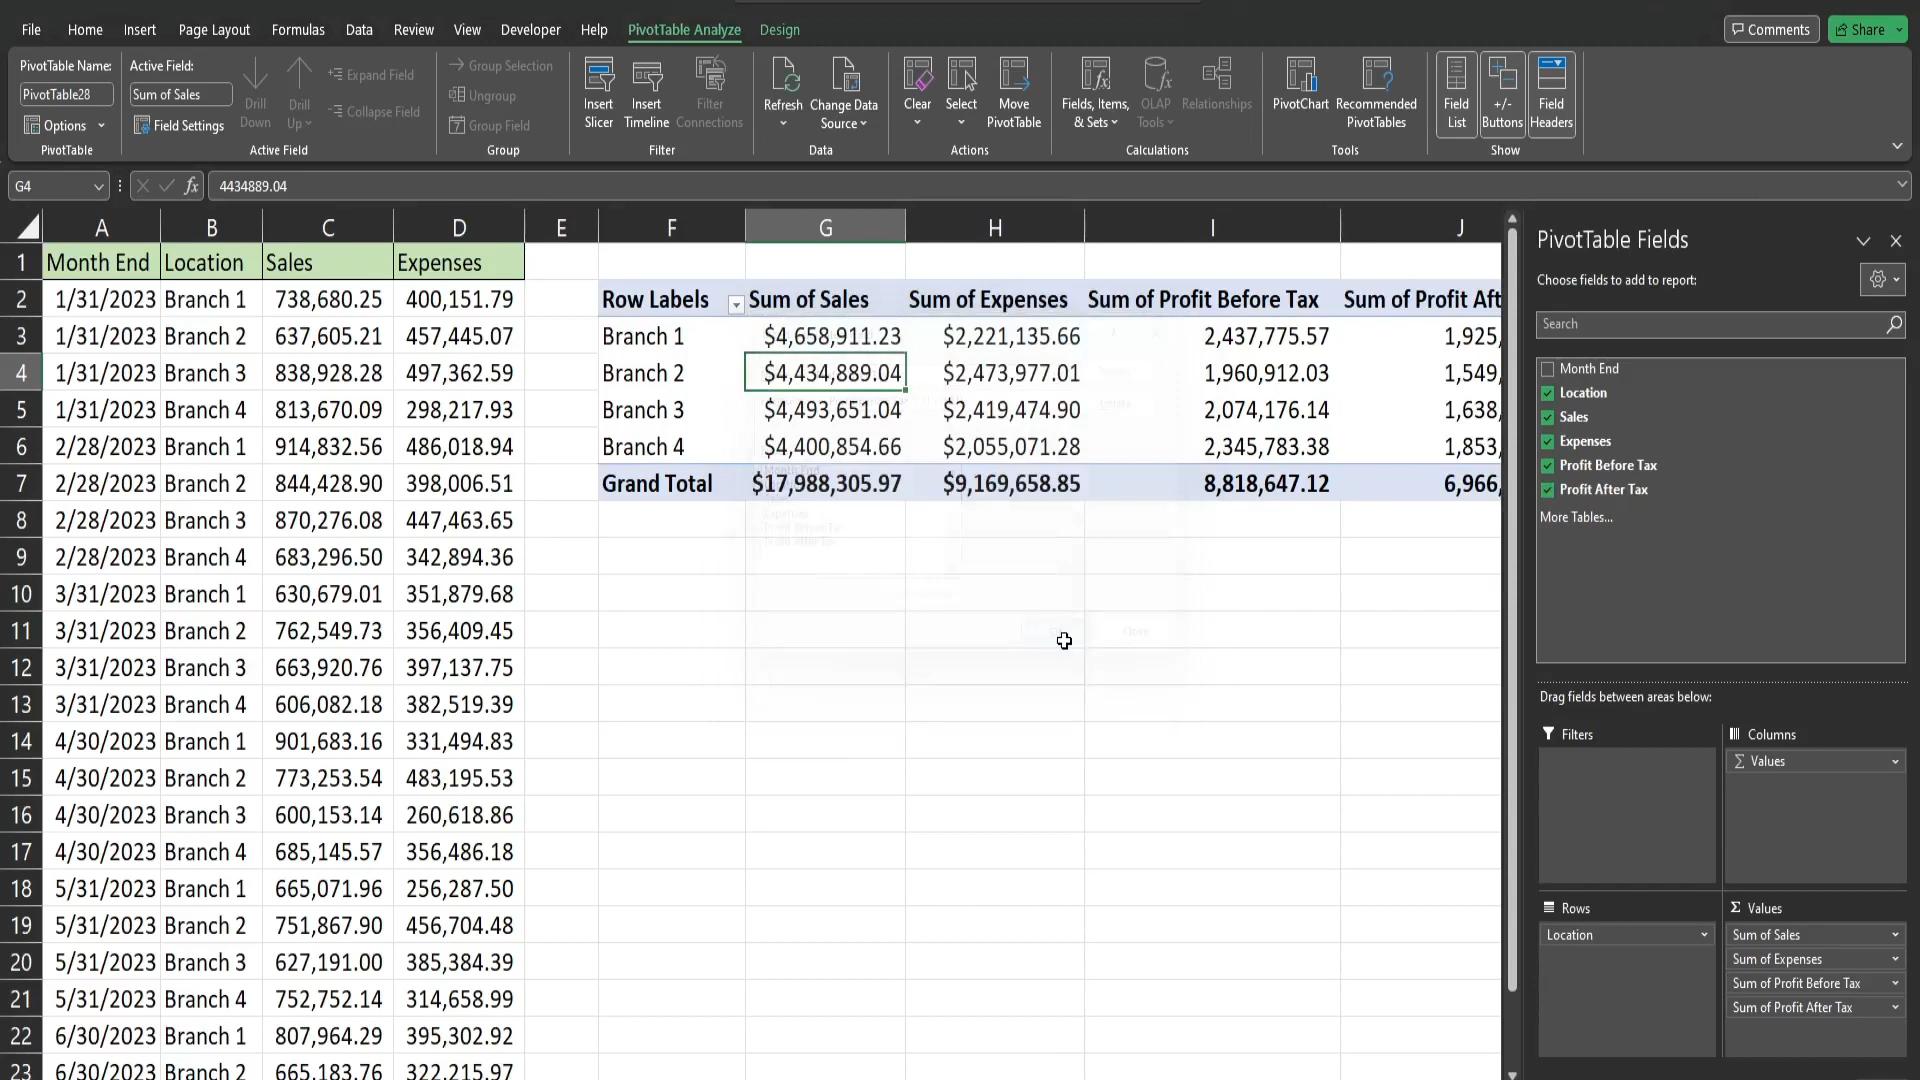 File Home Insert Page Layout Formulas Data Review View Developer Help PivotTable Analyze Design Comments Share
PivotTable Name:
PivotTable28
Options
PivotTable
Active Field:
Sum of Sales
Field Settings
Drill Down
Drill Up
Expand Field
Collapse Field
Active Field
Group Selection
Ungroup
Group Field
Group
Insert Slicer
Insert Timeline
Filter Connections
Filter
Refresh
Change Data Source
Data
Clear
Select
Move PivotTable
Actions
Fields, Items, & Sets
OLAP Tools
Relationships
Calculations
PivotChart
Recommended PivotTables
Tools
Field List
+/- Buttons
Field Headers
Show
G4 fx 4434889.04
A B C D E F G H I J
1 Month End Location Sales Expenses
2 1/31/2023 Branch 1 738,680.25 400,151.79 Row Labels Sum of Sales Sum of Expenses Sum of Profit Before Tax Sum of Profit Aft
3 1/31/2023 Branch 2 637,605.21 457,445.07 Branch 1 $4,658,911.23 $2,221,135.66 2,437,775.57 1,925,
4 1/31/2023 Branch 3 838,928.28 497,362.59 Branch 2 $4,434,889.04 $2,473,977.01 1,960,912.03 1,549,
5 1/31/2023 Branch 4 813,670.09 298,217.93 Branch 3 $4,493,651.04 $2,419,474.90 2,074,176.14 1,638,
6 2/28/2023 Branch 1 914,832.56 486,018.94 Branch 4 $4,400,854.66 $2,055,071.28 2,345,783.38 1,853,
7 2/28/2023 Branch 2 844,428.90 398,006.51 Grand Total $17,988,305.97 $9,169,658.85 8,818,647.12 6,966,
8 2/28/2023 Branch 3 870,276.08 447,463.65
9 2/28/2023 Branch 4 683,296.50 342,894.36
10 3/31/2023 Branch 1 630,679.01 351,879.68
11 3/31/2023 Branch 2 762,549.73 356,409.45
12 3/31/2023 Branch 3 663,920.76 397,137.75
13 3/31/2023 Branch 4 606,082.18 382,519.39
14 4/30/2023 Branch 1 901,683.16 331,494.83
15 4/30/2023 Branch 2 773,253.54 483,195.53
16 4/30/2023 Branch 3 600,153.14 260,618.86
17 4/30/2023 Branch 4 685,145.57 356,486.18
18 5/31/2023 Branch 1 665,071.96 256,287.50
19 5/31/2023 Branch 2 751,867.90 456,704.48
20 5/31/2023 Branch 3 627,191.00 385,384.39
21 5/31/2023 Branch 4 752,752.14 314,658.99
22 6/30/2023 Branch 1 807,964.29 395,302.92
23 6/30/2023 Branch 2 665,183.76 322,215.97
PivotTable Fields
Choose fields to add to report:
Search
Month End
Location
Sales
Expenses
Profit Before Tax
Profit After Tax
More Tables...
Drag fields between areas below:
Filters
Columns
Σ Values
Rows
Location
Σ Values
Sum of Sales
Sum of Expenses
Sum of Profit Before Tax
Sum of Profit After Tax